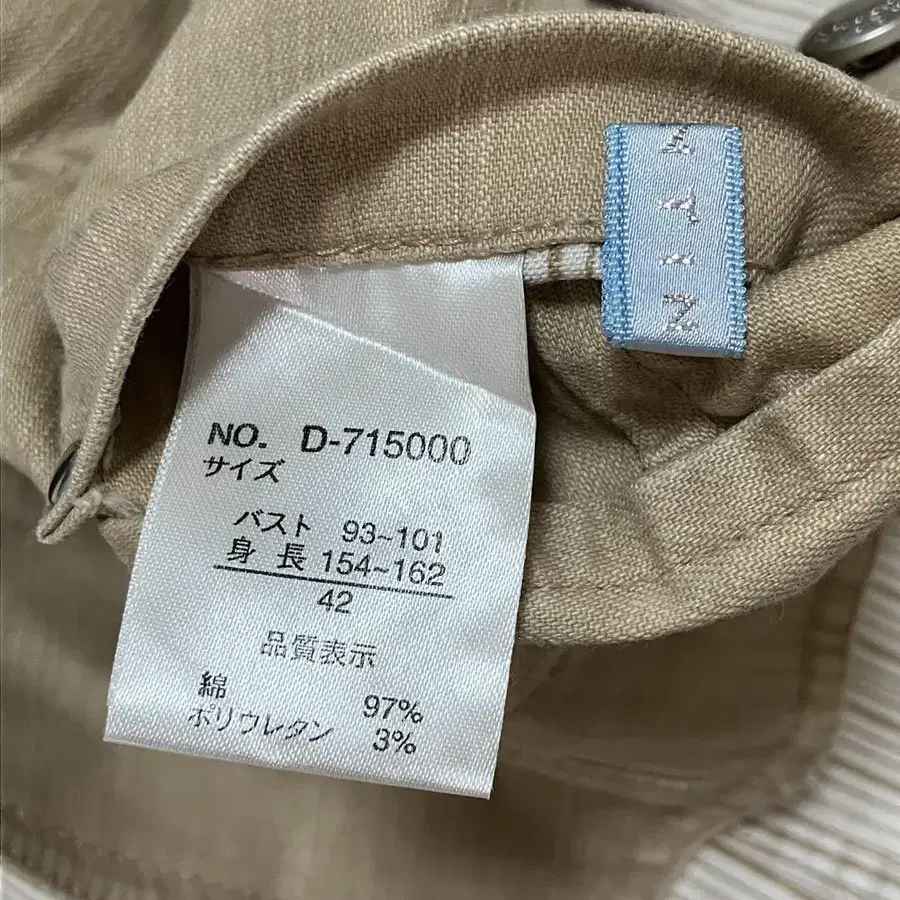 NO. D-715000
サイズ
バスト 93~101
身長 154~162
42
品質表示
綿 97%
ポリウレタン 3%